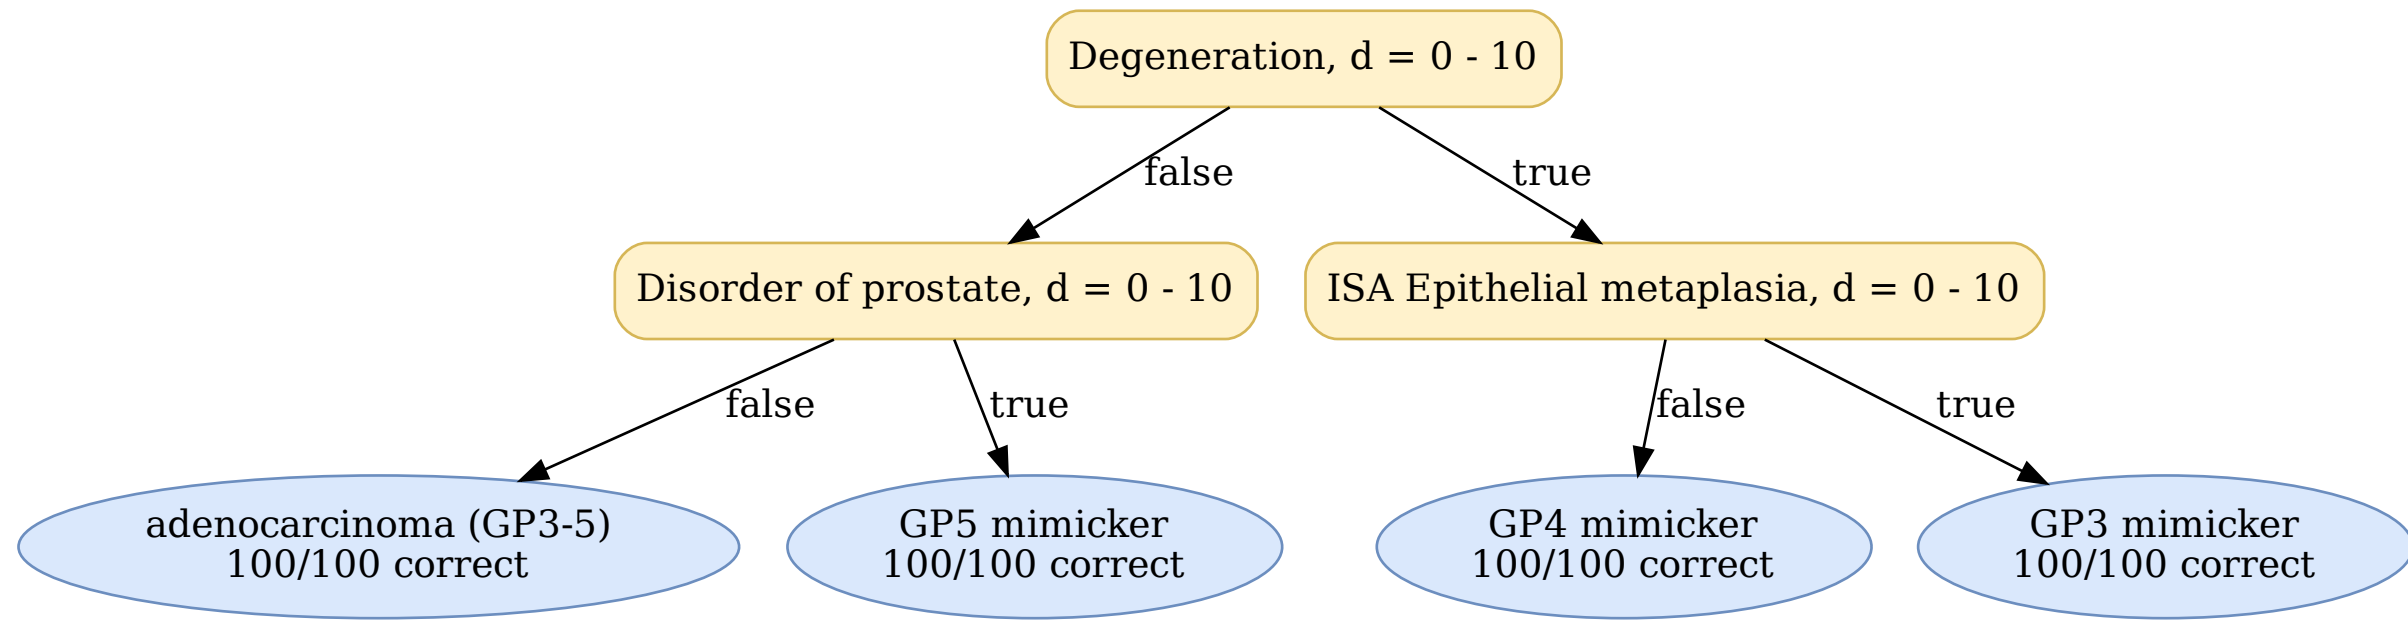 Degeneration, d = 0 - 10
false
true
Disorder of prostate, d = 0 - 10
ISA Epithelial metaplasia, d = 0 - 10
false
true
false
true
adenocarcinoma (GP3-5)
100/100 correct
GP5 mimicker
100/100 correct
GP4 mimicker
100/100 correct
GP3 mimicker
100/100 correct